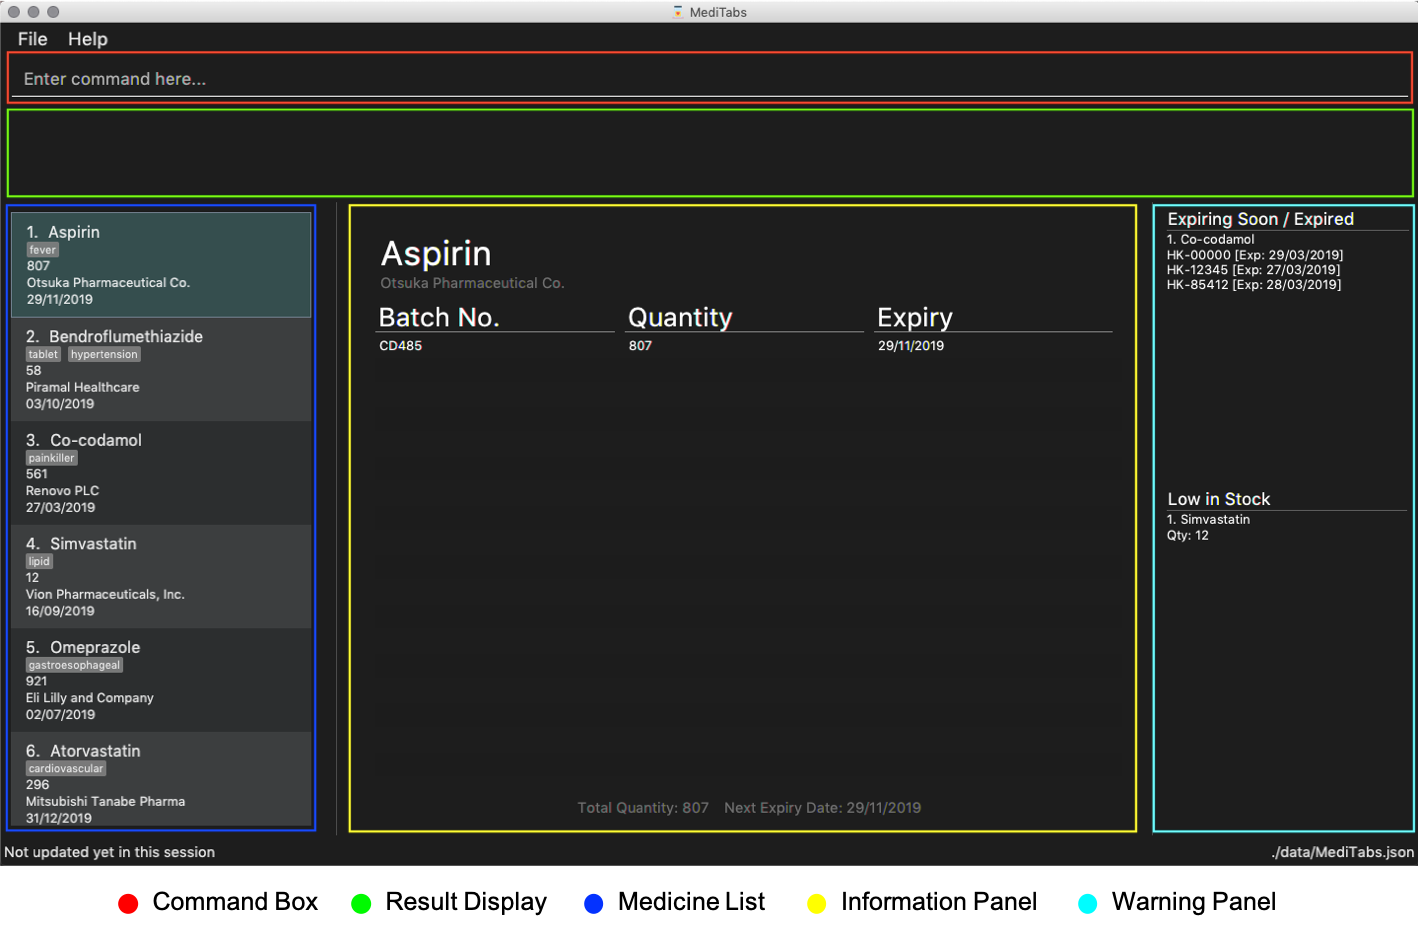 MediTabs
File Help
Enter command here...
1. Aspirin
fever
807
Otsuka Pharmaceutical Co.
29/11/2019
2. Bendroflumethiazide
tablet hypertension
58
Piramal Healthcare
03/10/2019
3. Co-codamol
painkiller
561
Renovo PLC
27/03/2019
4. Simvastatin
lipid
12
Vion Pharmaceuticals, Inc.
16/09/2019
5. Omeprazole
gastroesophageal
921
Eli Lilly and Company
02/07/2019
6. Atorvastatin
cardiovascular
296
Mitsubishi Tanabe Pharma
31/12/2019
Aspirin
Otsuka Pharmaceutical Co.
Batch No. Quantity Expiry
CD485 807 29/11/2019
Total Quantity: 807 Next Expiry Date: 29/11/2019
Expiring Soon / Expired
1. Co-codamol
HK-00000 [Exp: 29/03/2019]
HK-12345 [Exp: 27/03/2019]
HK-85412 [Exp: 28/03/2019]
Low in Stock
1. Simvastatin
Qty: 12
Not updated yet in this session
./data/MediTabs.json
Command Box Result Display Medicine List Information Panel Warning Panel